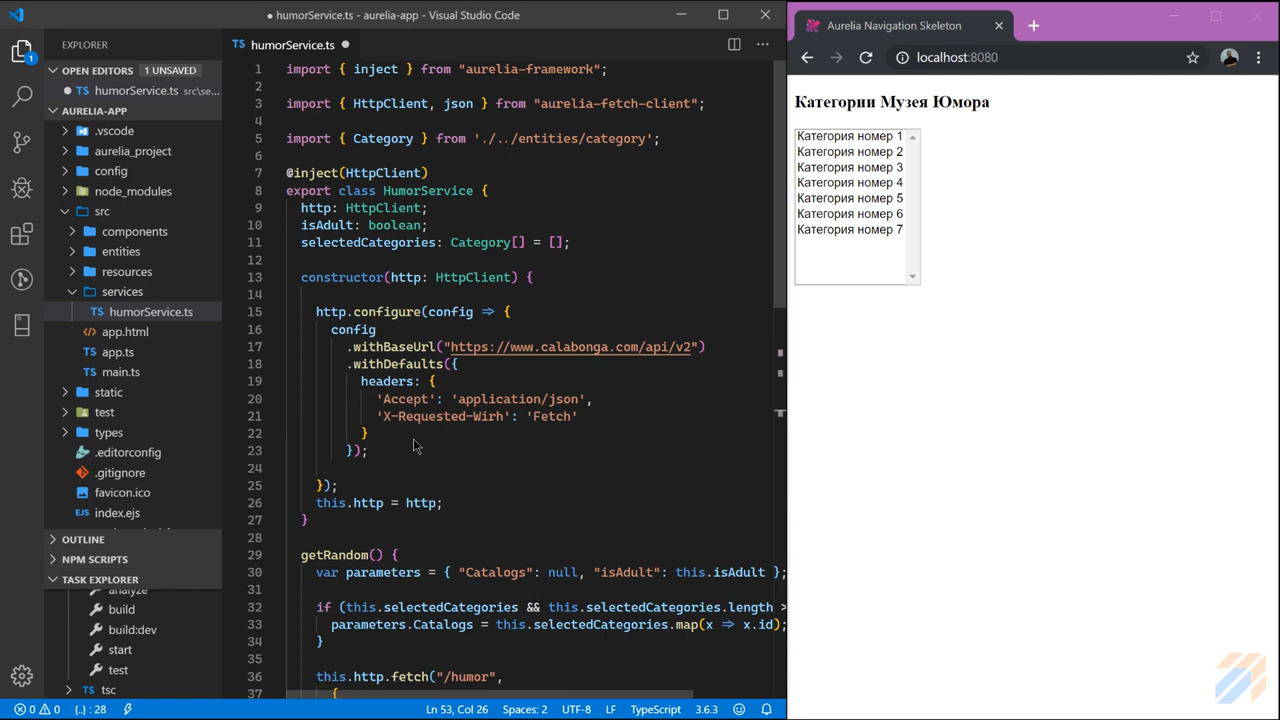 humorService.ts - aurelia-app - Visual Studio Code
EXPLORER
OPEN EDITORS 1 UNSAVED
TS humorService.ts src\se...
AURELIA-APP
.vscode
aurelia_project
config
node_modules
src
components
entities
resources
services
TS humorService.ts
app.html
TS app.ts
TS main.ts
static
test
types
.editorconfig
.gitignore
favicon.ico
index.ejs
OUTLINE
NPM SCRIPTS
TASK EXPLORER
analyze
build
build:dev
start
test
tsc
1
TS humorService.ts
1 import { inject } from "aurelia-framework";
2
3 import { HttpClient, json } from "aurelia-fetch-client";
4
5 import { Category } from './../entities/category';
6
7 @inject(HttpClient)
8 export class HumorService {
9 http: HttpClient;
10 isAdult: boolean;
11 selectedCategories: Category[] = [];
12
13 constructor(http: HttpClient) {
14
15 http.configure(config => {
16 config
17 .withBaseUrl("https://www.calabonga.com/api/v2")
18 .withDefaults({
19 headers: {
20 'Accept': 'application/json',
21 'X-Requested-Wirh': 'Fetch'
22 }
23 });
24
25 });
26 this.http = http;
27 }
28
29 getRandom() {
30 var parameters = { "Catalogs": null, "isAdult": this.isAdult };
31
32 if (this.selectedCategories && this.selectedCategories.length >
33 parameters.Catalogs = this.selectedCategories.map(x => x.id);
34 }
35
36 this.http.fetch("/humor",
37 {
0 0 {..} : 28 Ln 53, Col 26 Spaces: 2 UTF-8 LF TypeScript 3.6.3
Aurelia Navigation Skeleton
localhost:8080
Категории Музея Юмора
Категория номер 1
Категория номер 2
Категория номер 3
Категория номер 4
Категория номер 5
Категория номер 6
Категория номер 7